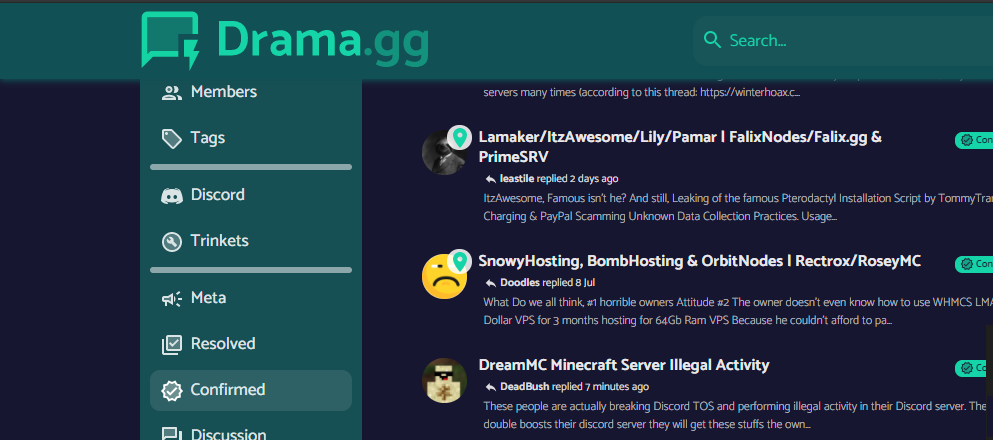 Drama.gg
Search...
Members
Tags
Discord
Trinkets
Meta
Resolved
Confirmed
Discussion
servers many times (according to this thread: https://winterhoax.c...
Lamaker/ItzAwesome/Lily/Pamar | FalixNodes/Falix.gg &
PrimeSRV
Con
leastile replied 2 days ago
ItzAwesome, Famous isn't he? And still, Leaking of the famous Pterodactyl Installation Script by TommyTran
Charging & PayPal Scamming Unknown Data Collection Practices. Usage...
SnowyHosting, BombHosting & OrbitNodes | Rectrox/RoseyMC
Con
Doodles replied 8 Jul
What Do we all think, #1 horrible owners Attitude #2 The owner doesn't even know how to use WHMCS LMA
Dollar VPS for 3 months hosting for 64Gb Ram VPS Because he couldn't afford to pa...
DreamMC Minecraft Server Illegal Activity
Co
DeadBush replied 7 minutes ago
These people are actually breaking Discord TOS and performing illegal activity in their Discord server. The
double boosts their discord server they will get these stuffs the own...